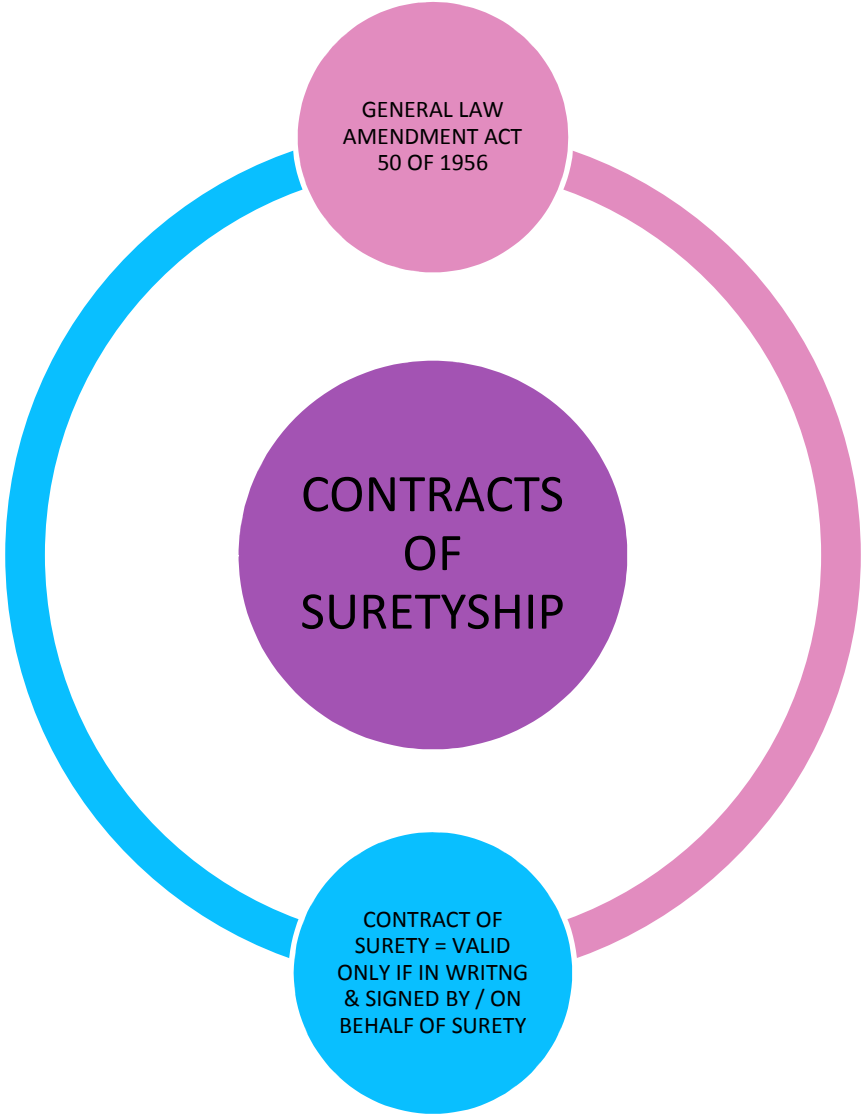 GENERAL LAW
AMENDMENT ACT
50 OF 1956
CONTRACTS
OF
SURETYSHIP
CONTRACT OF
SURETY = VALID
ONLY IF IN WRITNG
& SIGNED BY / ON
BEHALF OF SURETY